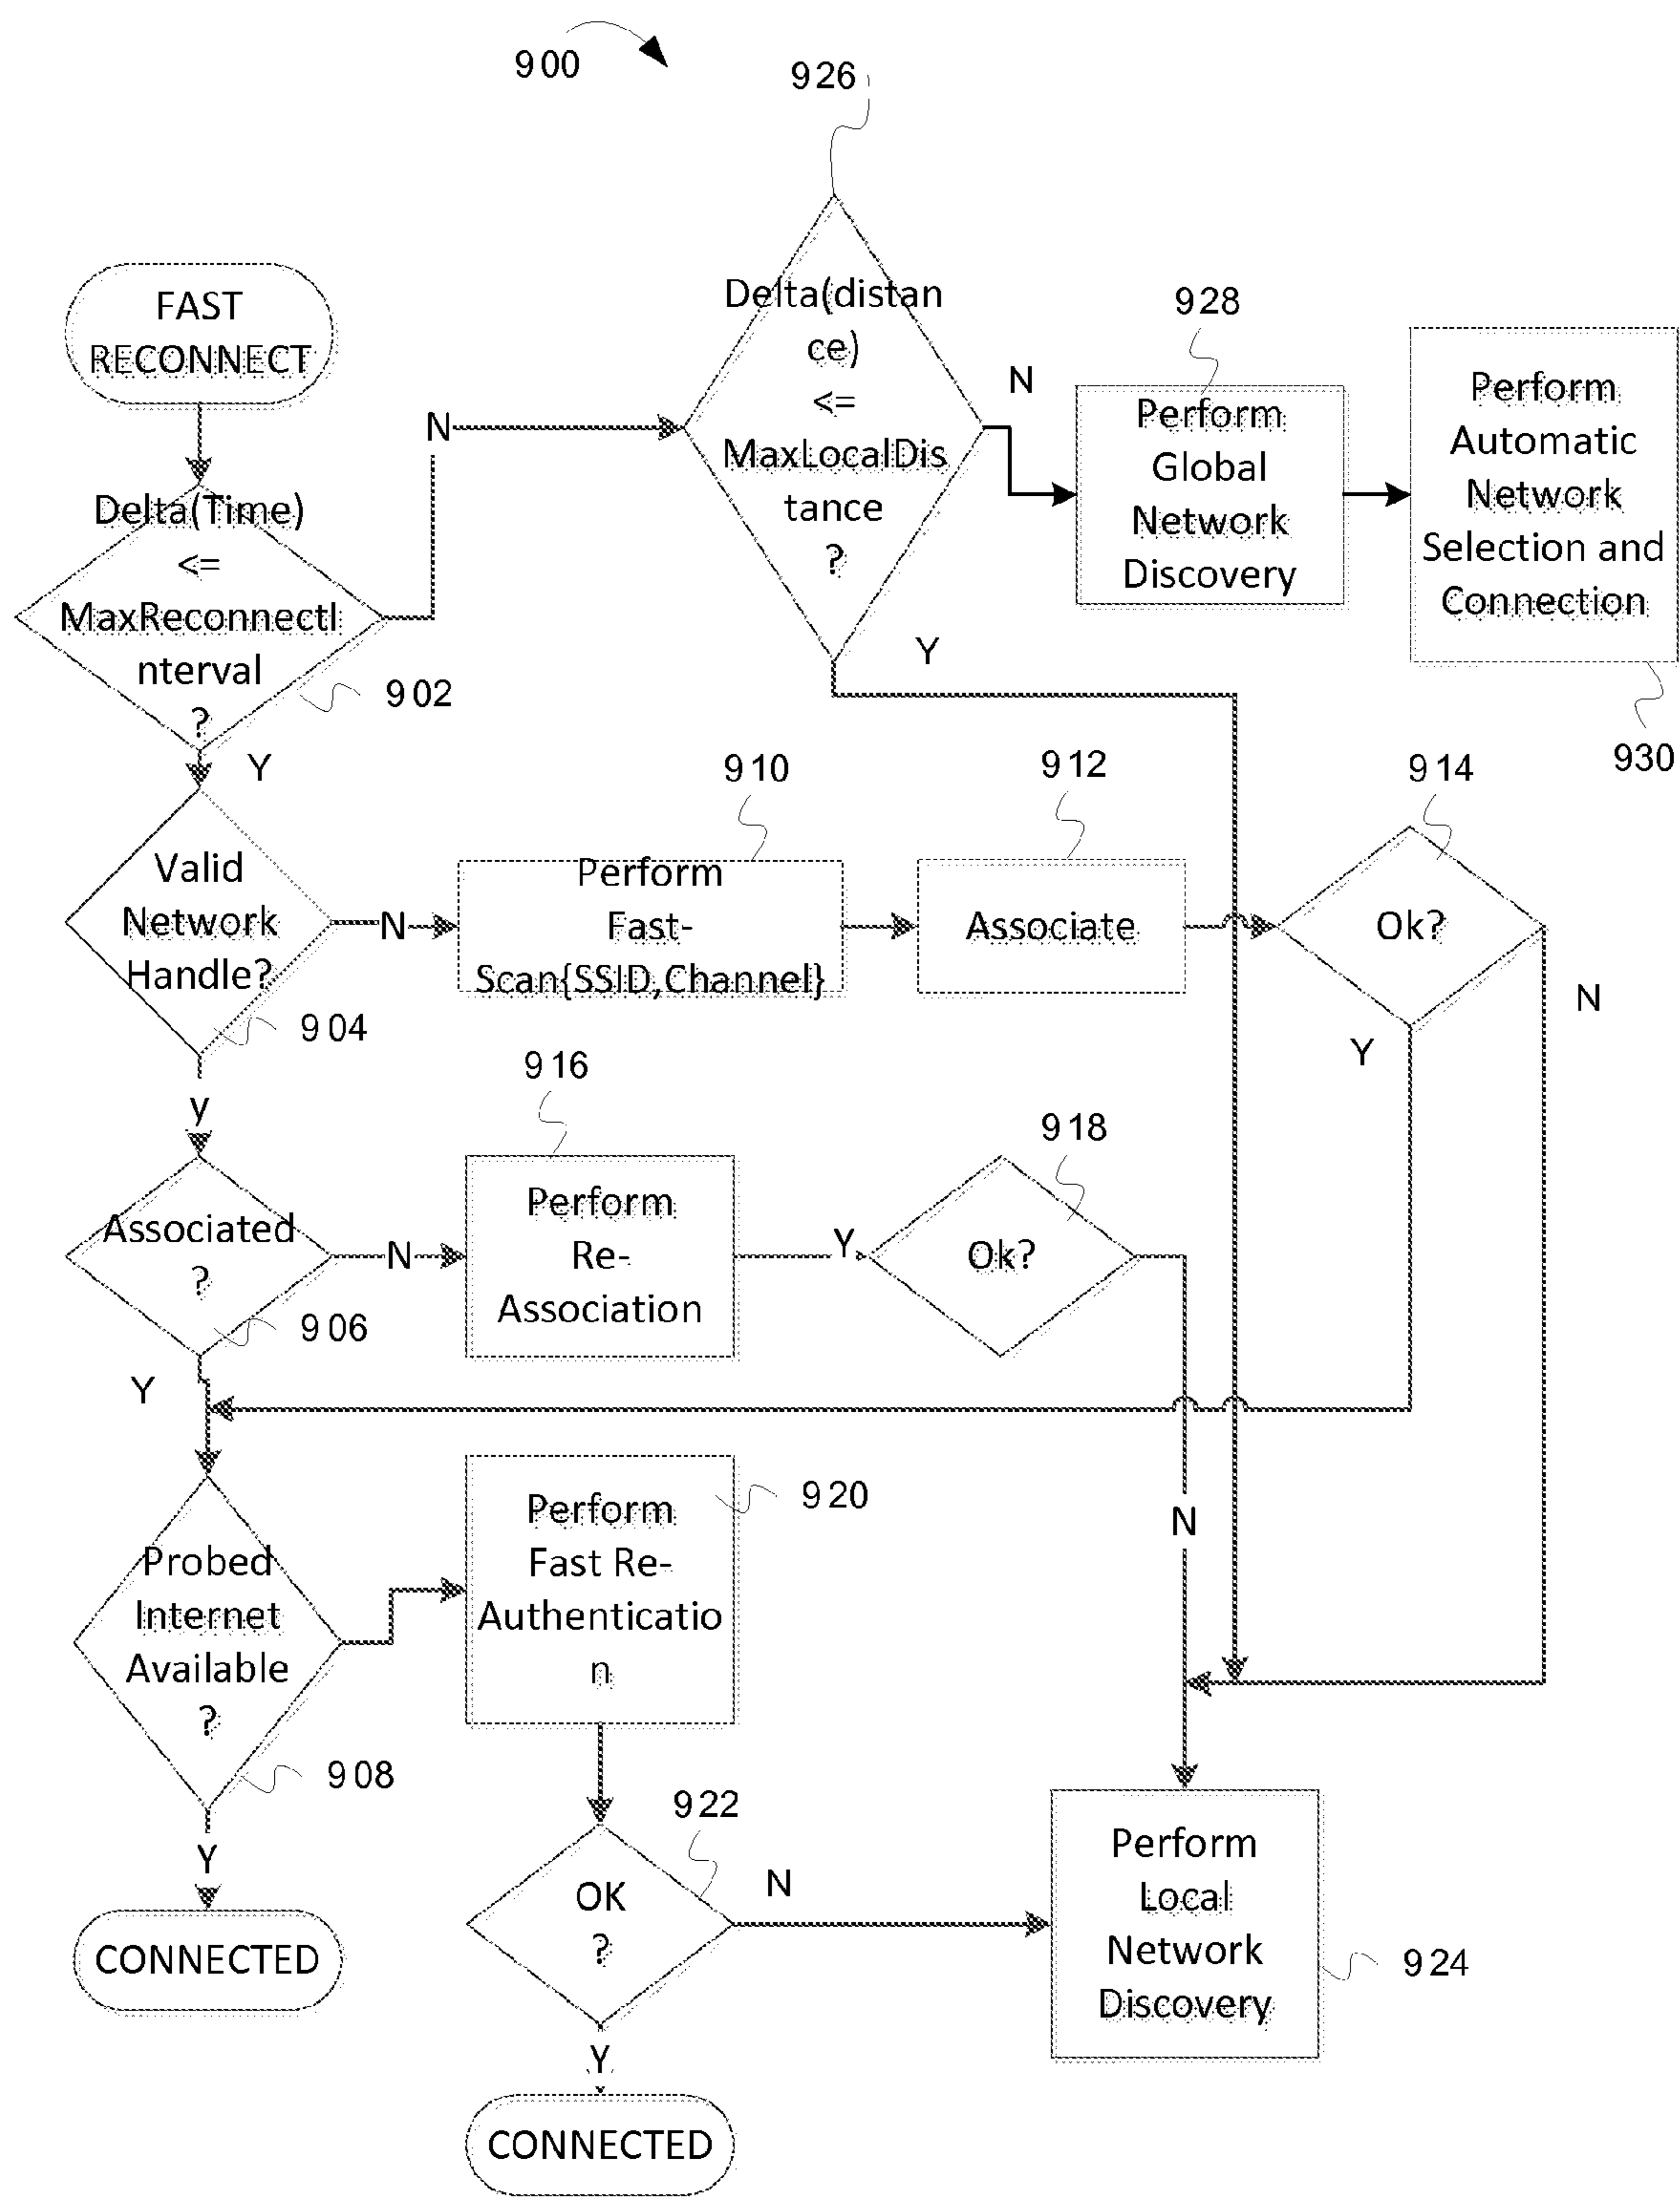 900
926
FAST
RECONNECT
Delta(distan
ce)
<=
MaxLocalDis
tance
?
N
928
Perform
Global
Network
Discovery
Perform
Automatic
Network
Selection and
Connection
930
N
Delta(Time)
<=
MaxReconnectI
nterval
?
902
Y
Y
Valid
Network
Handle?
904
N
910
Perform
Fast-
Scan{SSID,Channel}
912
Associate
914
Ok?
N
Y
y
Associated
?
906
N
916
Perform
Re-
Association
Y
918
Ok?
Y
N
Probed
Internet
Available
?
908
920
Perform
Fast Re-
Authenticatio
n
Y
CONNECTED
922
OK
?
N
Perform
Local
Network
Discovery
924
Y
CONNECTED